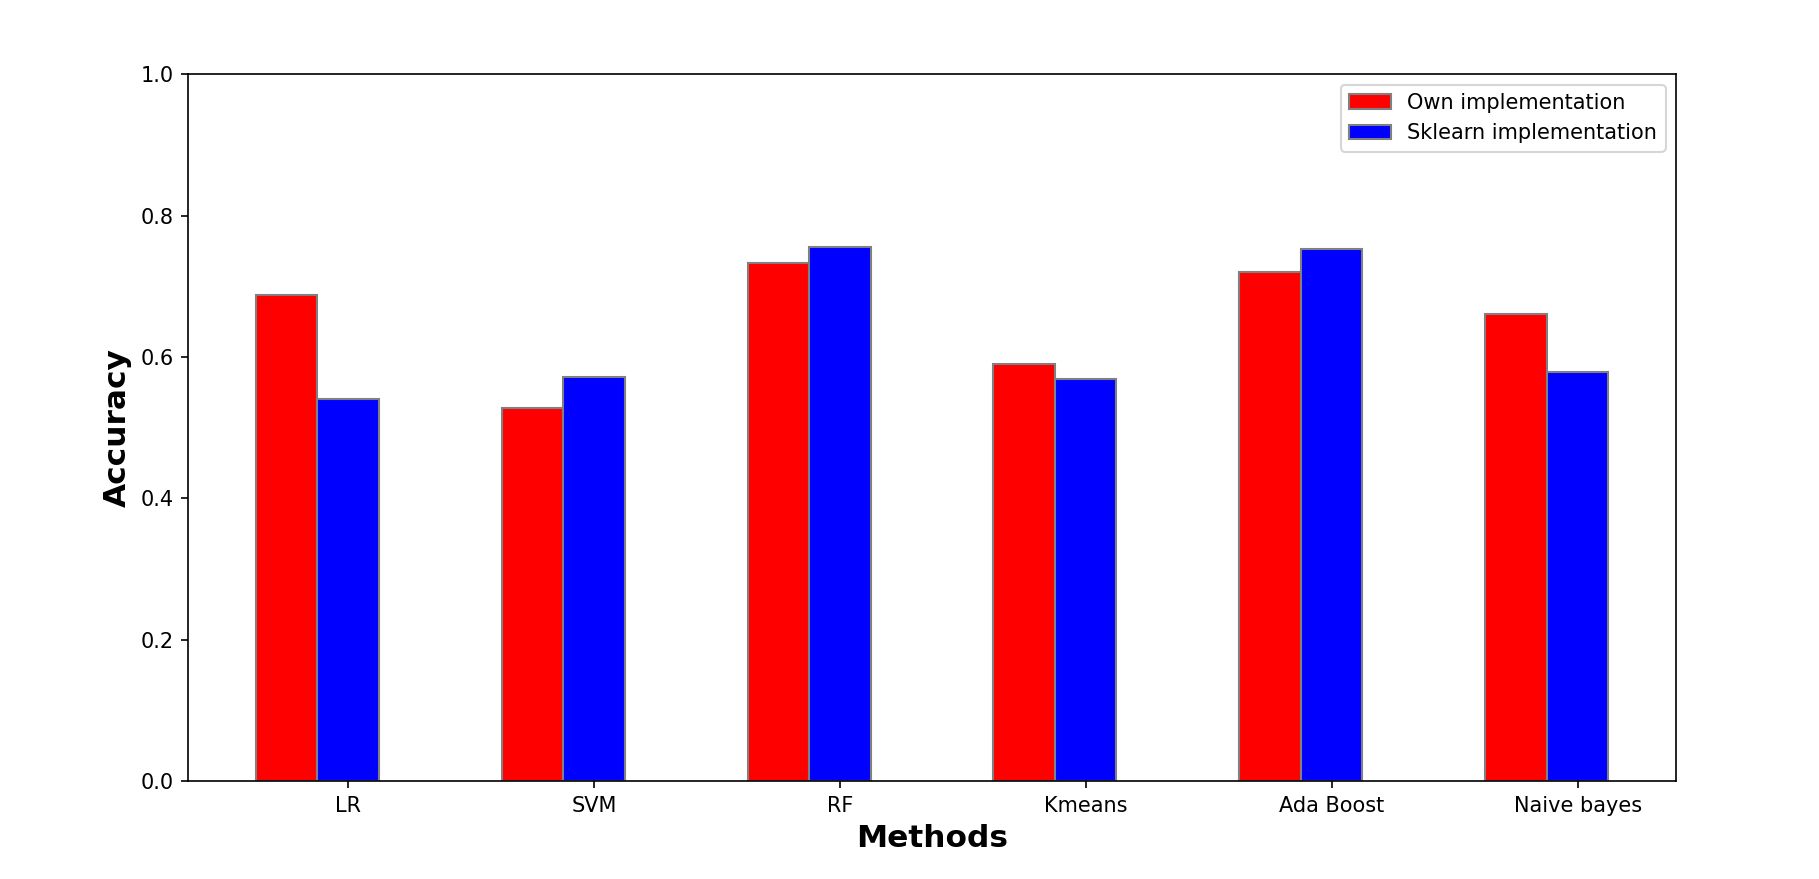 Own implementation
Sklearn implementation
1.0
0.8
0.6
0.4
0.2
0.0
Accuracy
LR SVM RF Kmeans Ada Boost Naive bayes
Methods